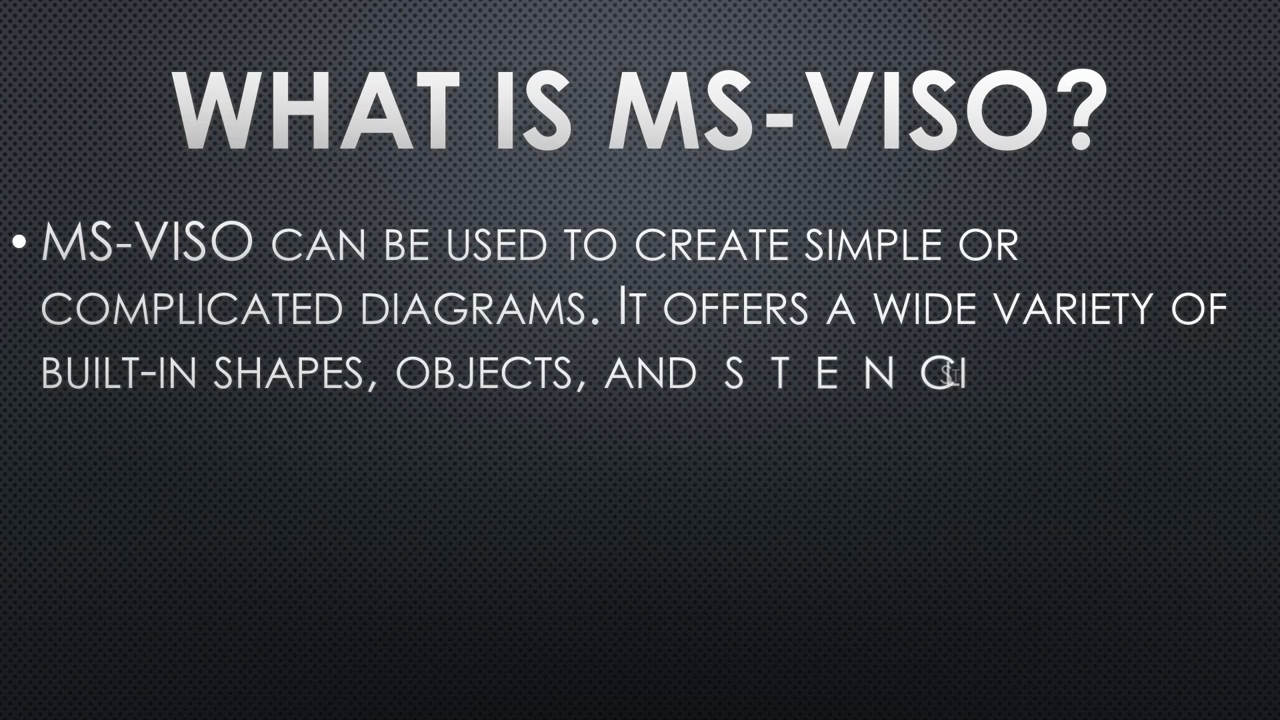 WHAT IS MS-VISO?
• MS-VISO CAN BE USED TO CREATE SIMPLE OR
COMPLICATED DIAGRAMS. IT OFFERS A WIDE VARIETY OF
BUILT-IN SHAPES, OBJECTS, AND